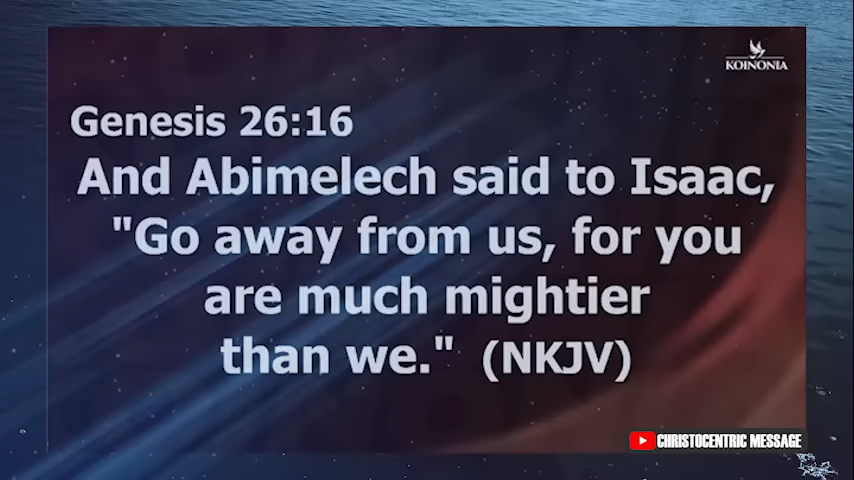 KOINONIA
Genesis 26:16
And Abimelech said to Isaac,
"Go away from us, for you
are much mightier
than we." (NKJV)
CHRISTOCENTRIC MESSAGE